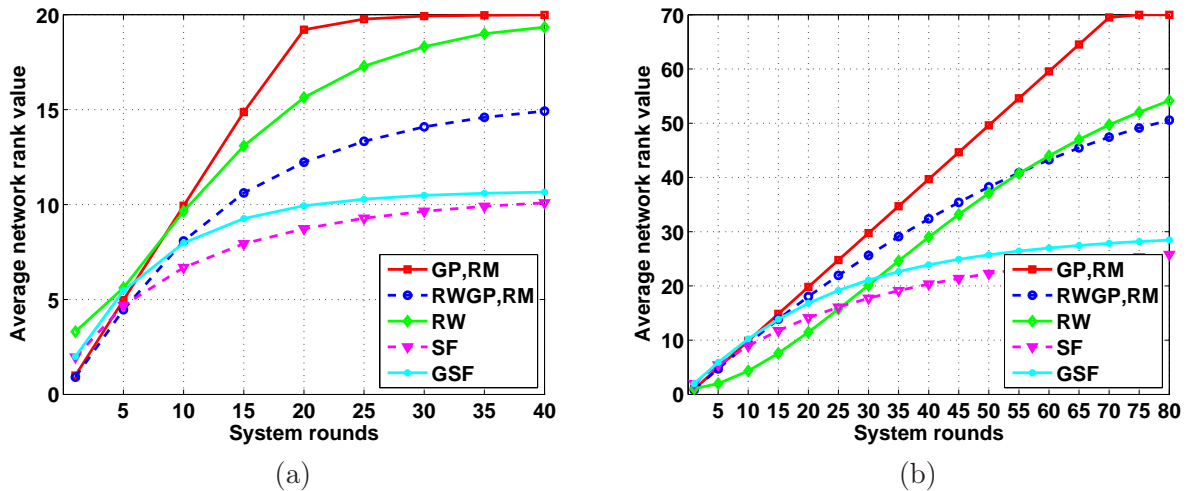 Average network rank value
20
15
10
5
0
5 10 15 20 25 30 35 40
System rounds
GP,RM
RWGP,RM
RW
SF
GSF
(a)
Average network rank value
70
60
50
40
30
20
10
0
5 10 15 20 25 30 35 40 45 50 55 60 65 70 75 80
System rounds
GP,RM
RWGP,RM
RW
SF
GSF
(b)